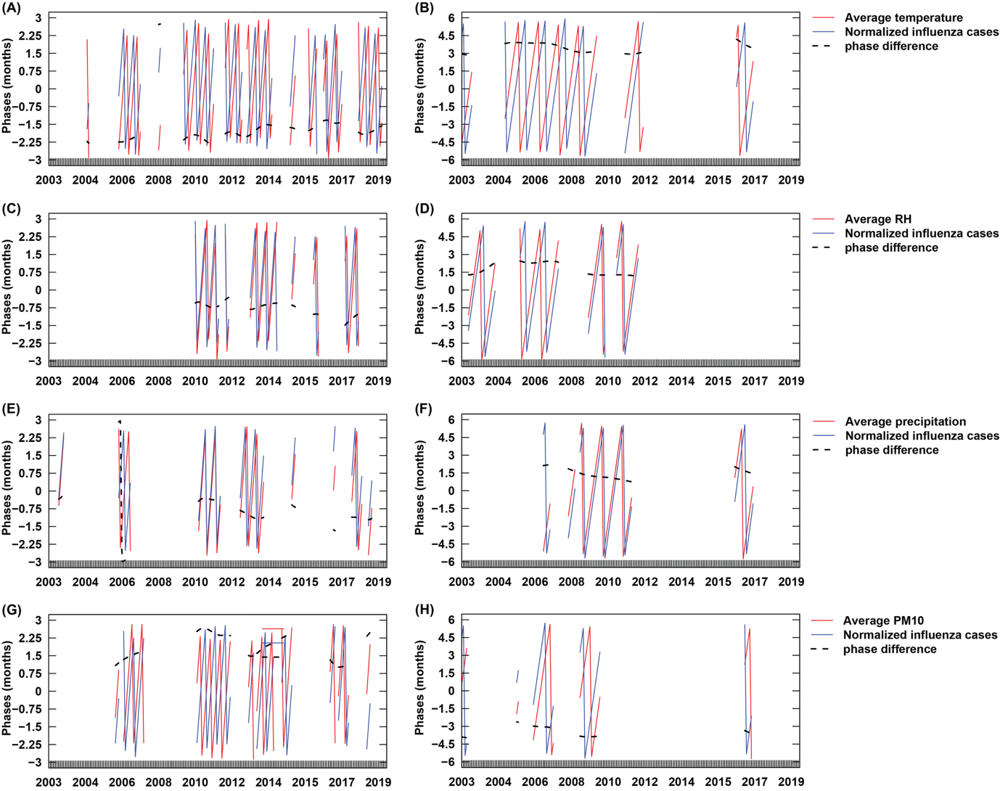 (A)
Phases (months)
3
2.25
1.5
0.75
0
−0.75
−1.5
−2.25
−3
2003 2004 2006 2008 2010 2012 2014 2015 2017 2019
(B)
6
4.5
3
1.5
0
−1.5
−3
−4.5
−6
2003 2004 2006 2008 2010 2012 2014 2015 2017 2019
Average temperature
Normalized influenza cases
phase difference
(C)
Phases (months)
3
2.25
1.5
0.75
0
−0.75
−1.5
−2.25
−3
2003 2004 2006 2008 2010 2012 2014 2015 2017 2019
(D)
6
4.5
3
1.5
0
−1.5
−3
−4.5
−6
2003 2004 2006 2008 2010 2012 2014 2015 2017 2019
Average RH
Normalized influenza cases
phase difference
(E)
Phases (months)
3
2.25
1.5
0.75
0
−0.75
−1.5
−2.25
−3
2003 2004 2006 2008 2010 2012 2014 2015 2017 2019
(F)
6
4.5
3
1.5
0
−1.5
−3
−4.5
−6
2003 2004 2006 2008 2010 2012 2014 2015 2017 2019
Average precipitation
Normalized influenza cases
phase difference
(G)
Phases (months)
3
2.25
1.5
0.75
0
−0.75
−1.5
−2.25
−3
2003 2004 2006 2008 2010 2012 2014 2015 2017 2019
(H)
6
4.5
3
1.5
0
−1.5
−3
−4.5
−6
2003 2004 2006 2008 2010 2012 2014 2015 2017 2019
Average PM10
Normalized influenza cases
phase difference